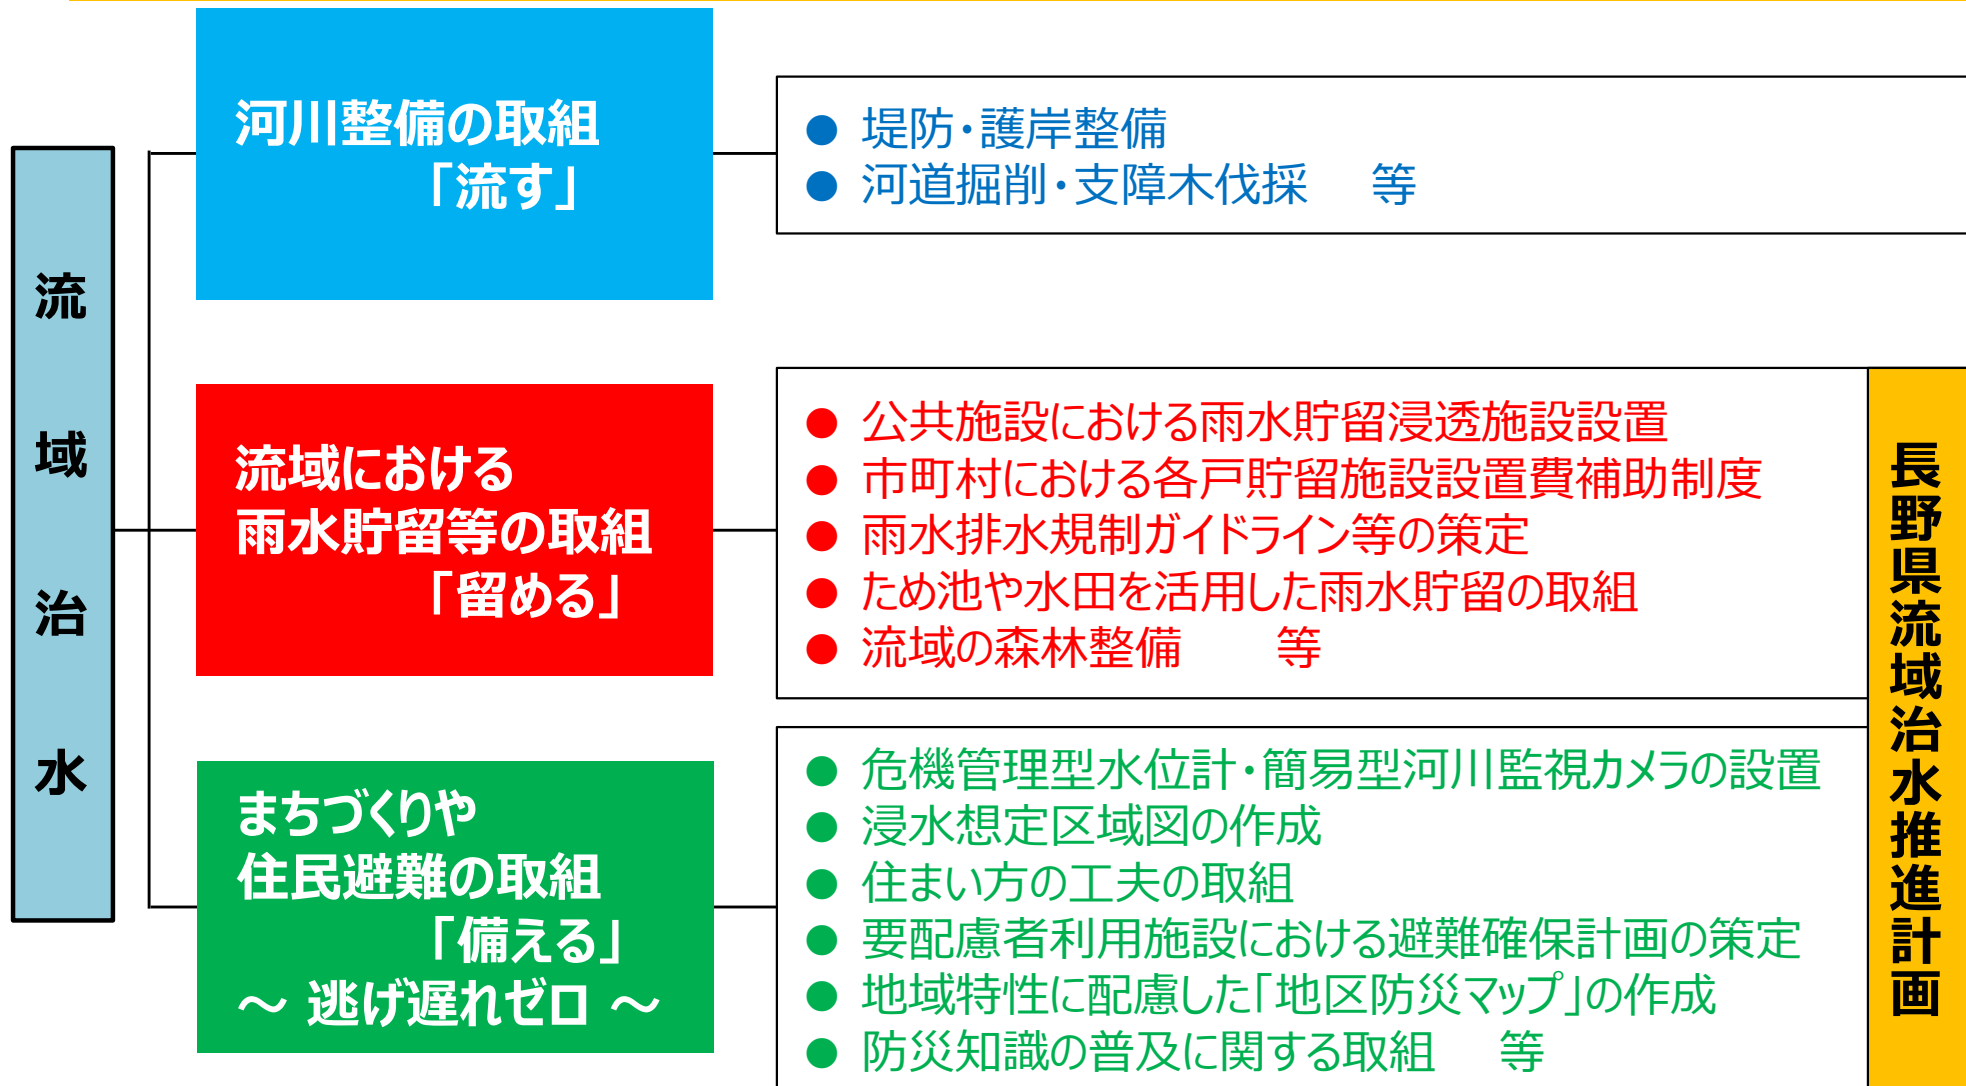 流域治水
河川整備の取組
「流す」
● 堤防・護岸整備
● 河道掘削・支障木伐採 等
流域における
雨水貯留等の取組
「留める」
● 公共施設における雨水貯留浸透施設設置
● 市町村における各戸貯留施設設置費補助制度
● 雨水排水規制ガイドライン等の策定
● ため池や水田を活用した雨水貯留の取組
● 流域の森林整備 等
まちづくりや
住民避難の取組
「備える」
～ 逃げ遅れゼロ ～
● 危機管理型水位計・簡易型河川監視カメラの設置
● 浸水想定区域図の作成
● 住まい方の工夫の取組
● 要配慮者利用施設における避難確保計画の策定
● 地域特性に配慮した「地区防災マップ」の作成
● 防災知識の普及に関する取組 等
長野県流域治水推進計画